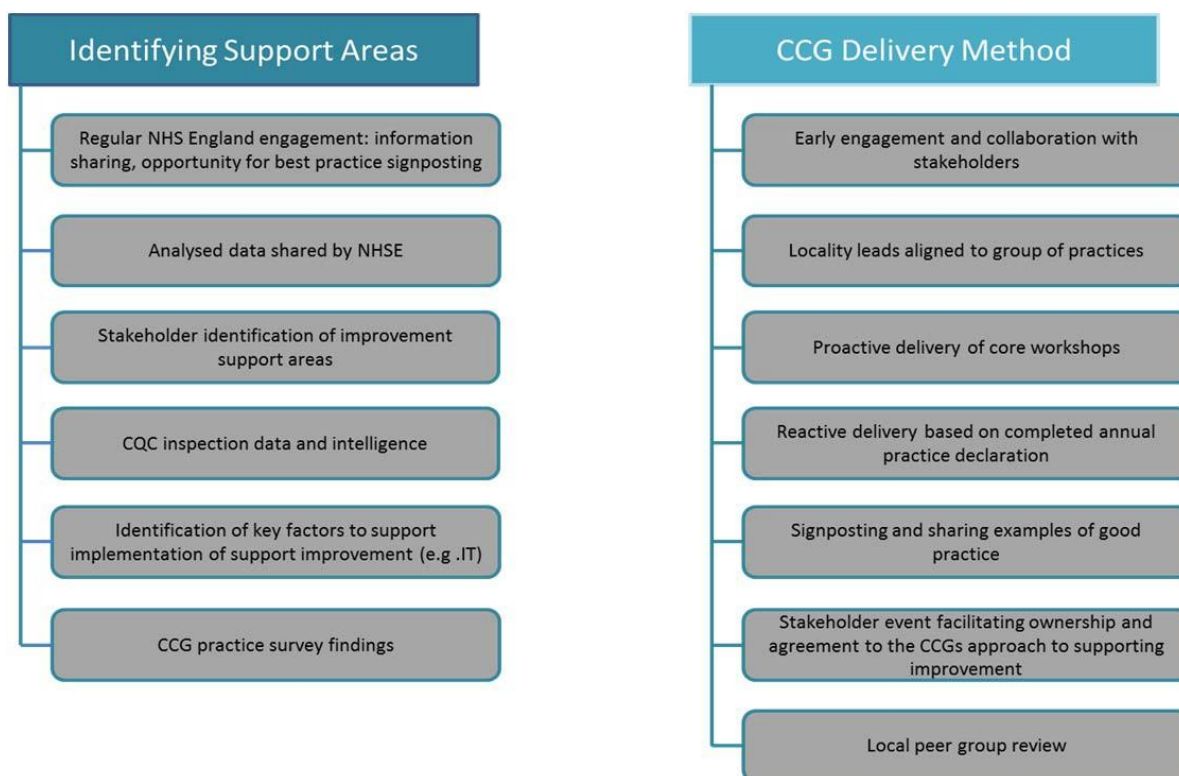 Identifying Support Areas
Regular NHS England engagement: information
sharing, opportunity for best practice signposting
Analysed data shared by NHSE
Stakeholder identification of improvement
support areas
CQC inspection data and intelligence
Identification of key factors to support
implementation of support improvement (e.g .IT)
CCG practice survey findings
CCG Delivery Method
Early engagement and collaboration with
stakeholders
Locality leads aligned to group of practices
Proactive delivery of core workshops
Reactive delivery based on completed annual
practice declaration
Signposting and sharing examples of good
practice
Stakeholder event facilitating ownership and
agreement to the CCGs approach to supporting
improvement
Local peer group review